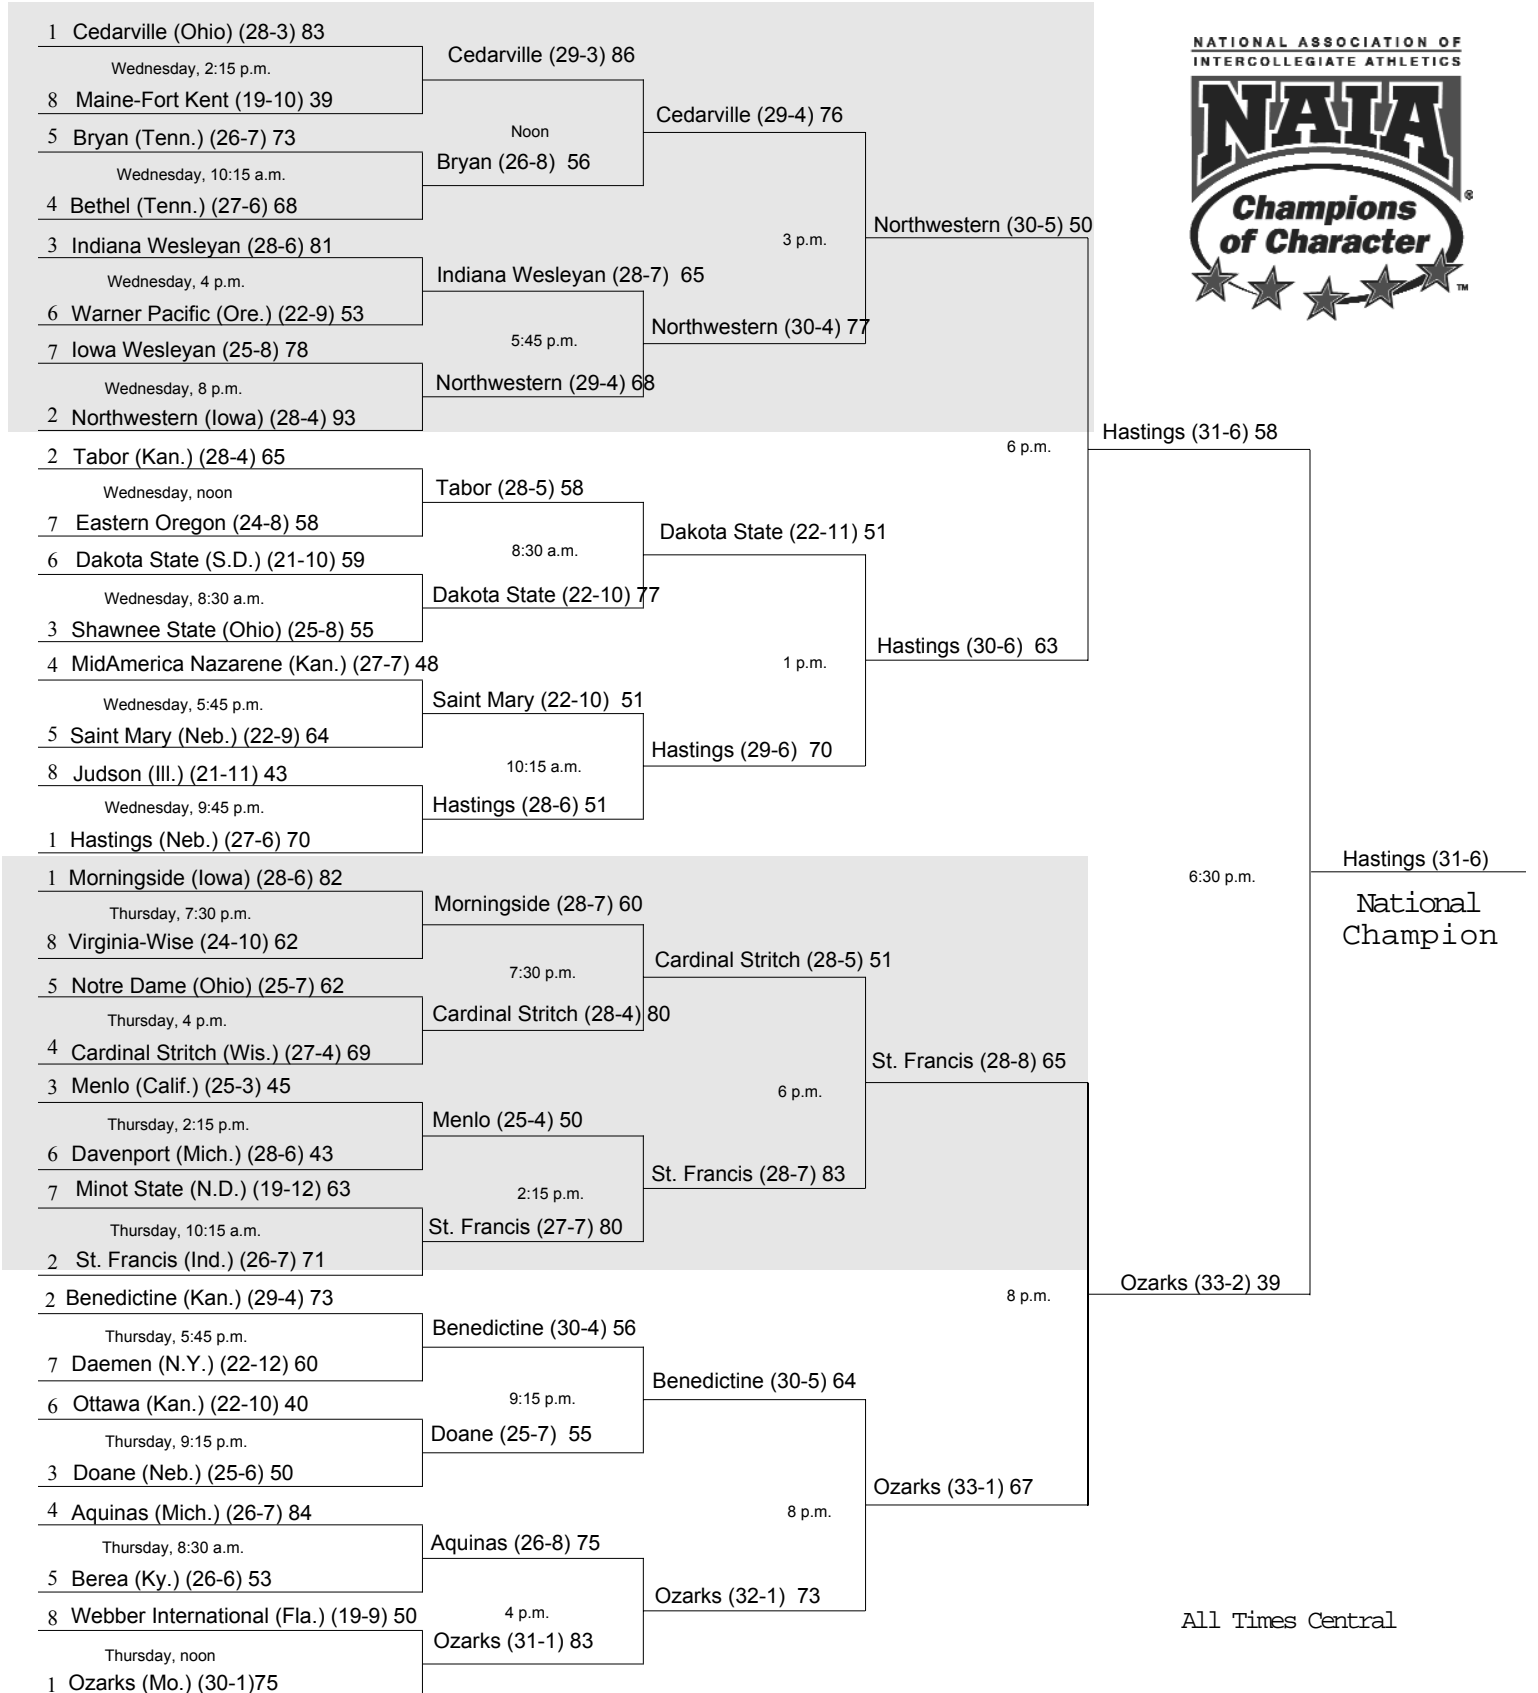 1 Cedarville (Ohio) (28-3) 83
Wednesday, 2:15 p.m.
8 Maine-Fort Kent (19-10) 39
5 Bryan (Tenn.) (26-7) 73
Wednesday, 10:15 a.m.
4 Bethel (Tenn.) (27-6) 68
3 Indiana Wesleyan (28-6) 81
Wednesday, 4 p.m.
6 Warner Pacific (Ore.) (22-9) 53
7 Iowa Wesleyan (25-8) 78
Wednesday, 8 p.m.
2 Northwestern (Iowa) (28-4) 93
2 Tabor (Kan.) (28-4) 65
Wednesday, noon
7 Eastern Oregon (24-8) 58
6 Dakota State (S.D.) (21-10) 59
Wednesday, 8:30 a.m.
3 Shawnee State (Ohio) (25-8) 55
4 MidAmerica Nazarene (Kan.) (27-7) 48
Wednesday, 5:45 p.m.
5 Saint Mary (Neb.) (22-9) 64
8 Judson (Ill.) (21-11) 43
Wednesday, 9:45 p.m.
1 Hastings (Neb.) (27-6) 70
1 Morningside (Iowa) (28-6) 82
Thursday, 7:30 p.m.
8 Virginia-Wise (24-10) 62
5 Notre Dame (Ohio) (25-7) 62
Thursday, 4 p.m.
4 Cardinal Stritch (Wis.) (27-4) 69
3 Menlo (Calif.) (25-3) 45
Thursday, 2:15 p.m.
6 Davenport (Mich.) (28-6) 43
7 Minot State (N.D.) (19-12) 63
Thursday, 10:15 a.m.
2 St. Francis (Ind.) (26-7) 71
2 Benedictine (Kan.) (29-4) 73
Thursday, 5:45 p.m.
7 Daemen (N.Y.) (22-12) 60
6 Ottawa (Kan.) (22-10) 40
Thursday, 9:15 p.m.
3 Doane (Neb.) (25-6) 50
4 Aquinas (Mich.) (26-7) 84
Thursday, 8:30 a.m.
5 Berea (Ky.) (26-6) 53
8 Webber International (Fla.) (19-9) 50
Thursday, noon
1 Ozarks (Mo.) (30-1)75
Cedarville (29-3) 86
Noon
Bryan (26-8) 56
Indiana Wesleyan (28-7) 65
5:45 p.m.
Northwestern (29-4) 68
Tabor (28-5) 58
8:30 a.m.
Dakota State (22-10) 77
Saint Mary (22-10) 51
10:15 a.m.
Hastings (28-6) 51
Morningside (28-7) 60
7:30 p.m.
Cardinal Stritch (28-4) 80
Menlo (25-4) 50
2:15 p.m.
St. Francis (27-7) 80
Benedictine (30-4) 56
9:15 p.m.
Doane (25-7) 55
Aquinas (26-8) 75
4 p.m.
Ozarks (31-1) 83
Cedarville (29-4) 76
3 p.m.
Northwestern (30-4) 77
Dakota State (22-11) 51
1 p.m.
Hastings (29-6) 70
Cardinal Stritch (28-5) 51
6 p.m.
St. Francis (28-7) 83
Benedictine (30-5) 64
8 p.m.
Ozarks (32-1) 73
Northwestern (30-5) 50
6 p.m.
Hastings (30-6) 63
St. Francis (28-8) 65
8 p.m.
Ozarks (33-1) 67
Hastings (31-6) 58
6:30 p.m.
Ozarks (33-2) 39
Hastings (31-6)
National
Champion
NATIONAL ASSOCIATION OF
INTERCOLLEGIATE ATHLETICS
NAIA
®
Champions
of Character
™
All Times Central